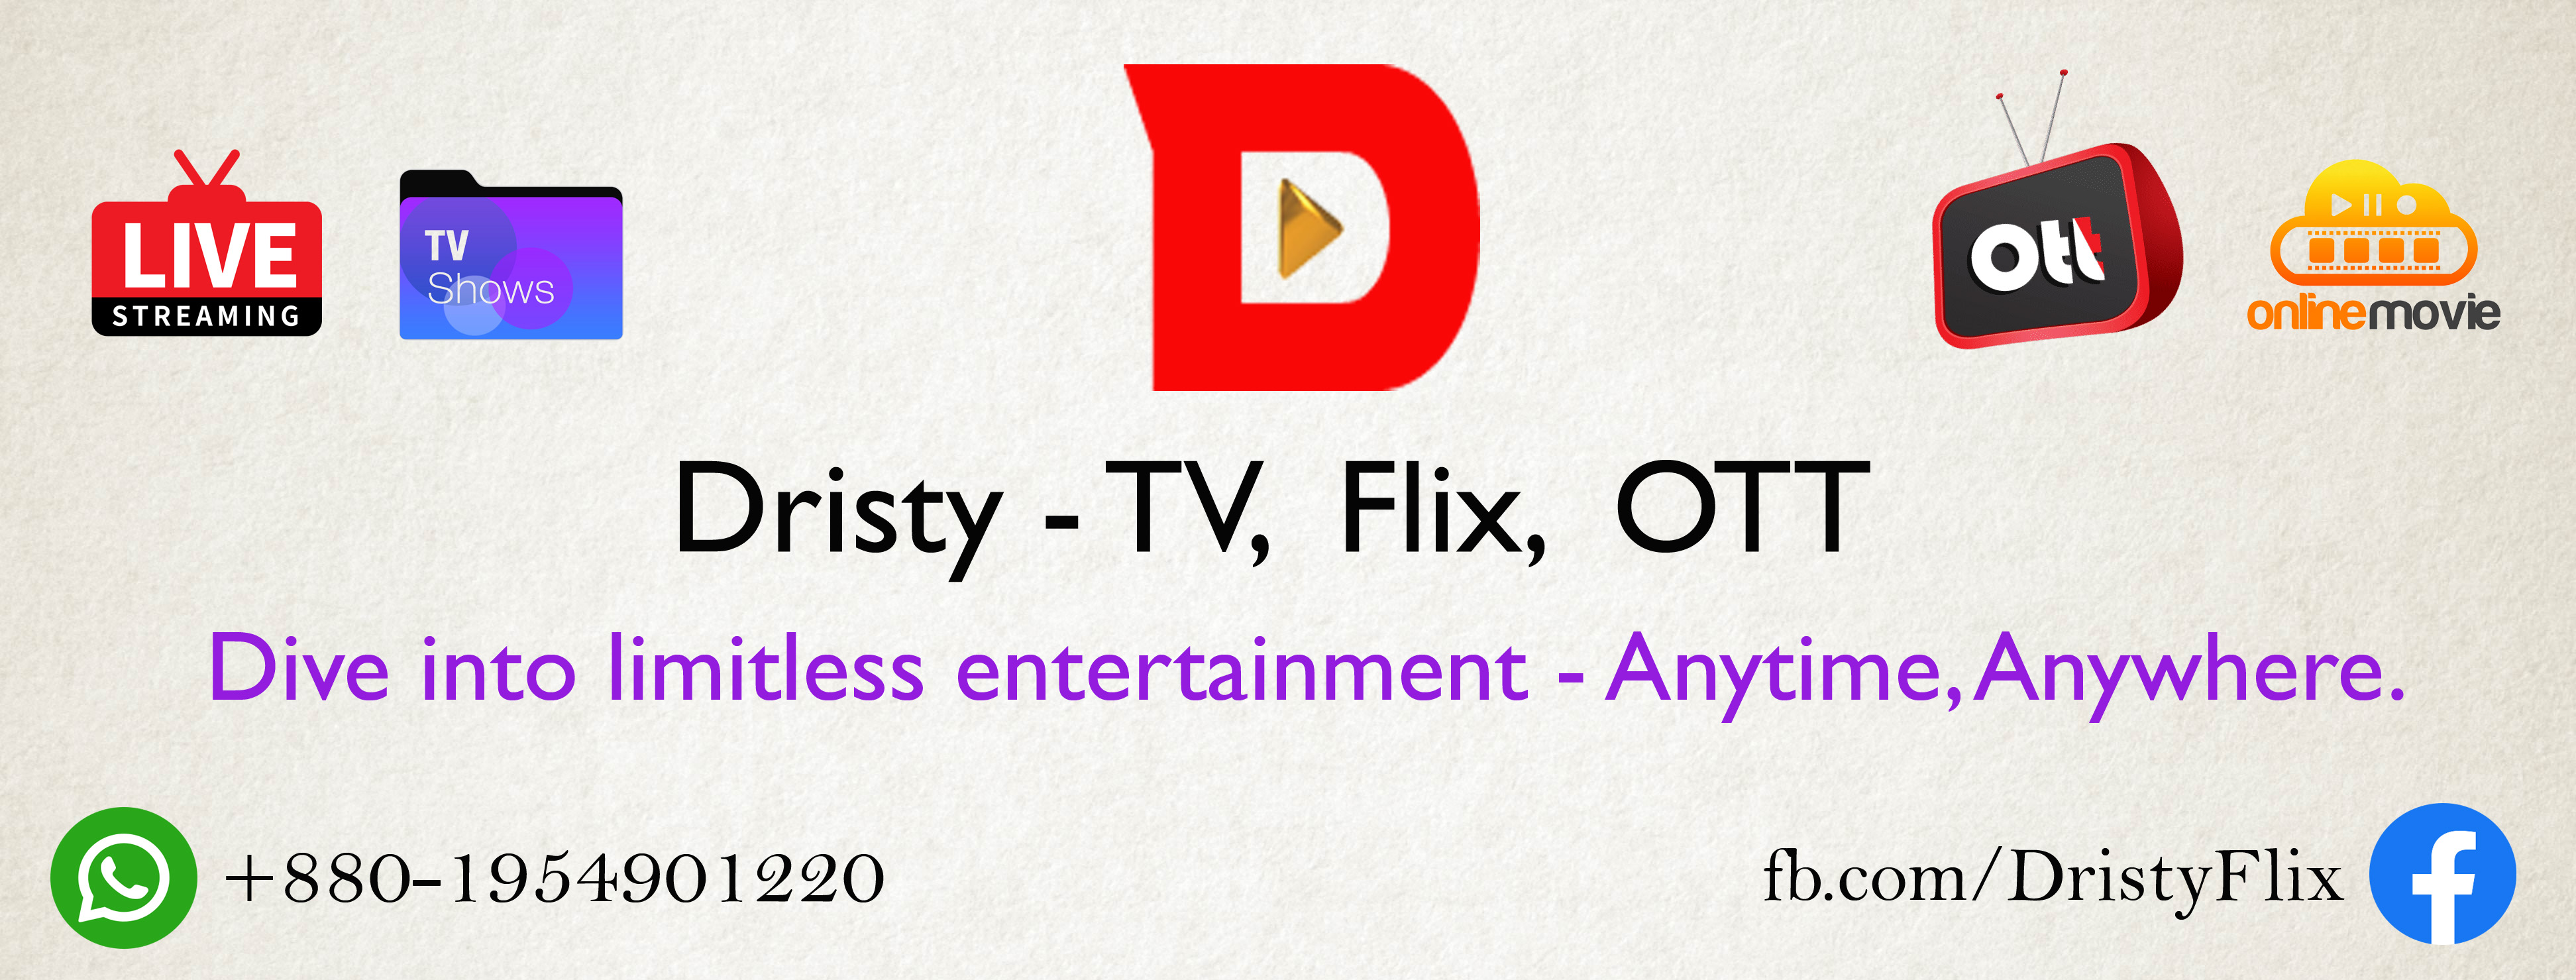 LIVE
STREAMING
TV
Shows
D
ott
onlinemovie
Dristy - TV, Flix, OTT
Dive into limitless entertainment - Anytime, Anywhere.
+880-1954901220
fb.com/DristyFlix